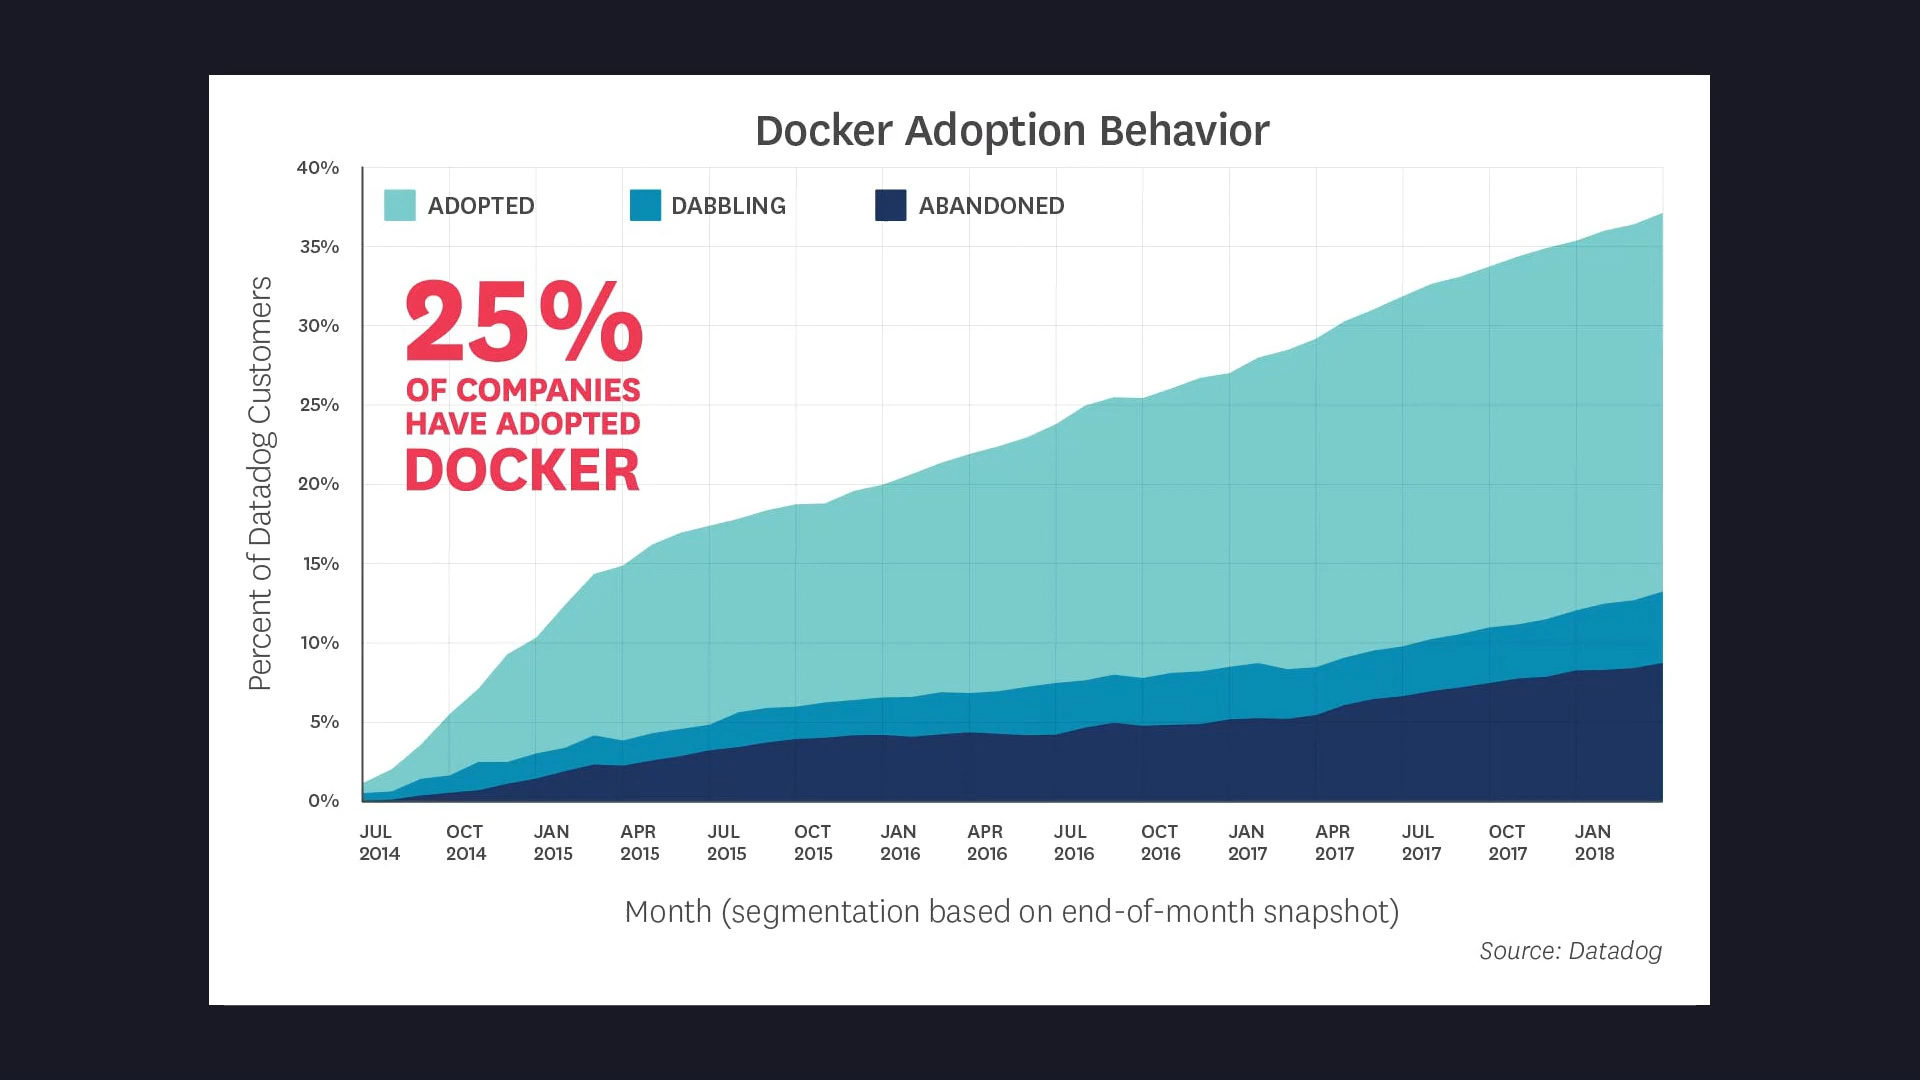 Docker Adoption Behavior
40%
35%
30%
25%
20%
15%
10%
5%
0%
Percent of Datadog Customers
ADOPTED
DABBLING
ABANDONED
25%
OF COMPANIES
HAVE ADOPTED
DOCKER
JUL 2014
OCT 2014
JAN 2015
APR 2015
JUL 2015
OCT 2015
JAN 2016
APR 2016
JUL 2016
OCT 2016
JAN 2017
APR 2017
JUL 2017
OCT 2017
JAN 2018
Month (segmentation based on end-of-month snapshot)
Source: Datadog